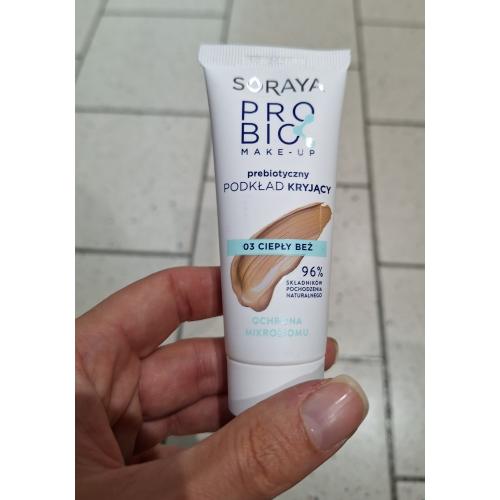 SORAYA
PRO
BIO
MAKE-UP
prebiotyczny
PODKŁAD KRYJĄCY
03 CIEPŁY BEŻ
96%
SKŁADNIKÓW
POCHODZENIA
NATURALNEGO
OCHRONA
MIKROBIOMU